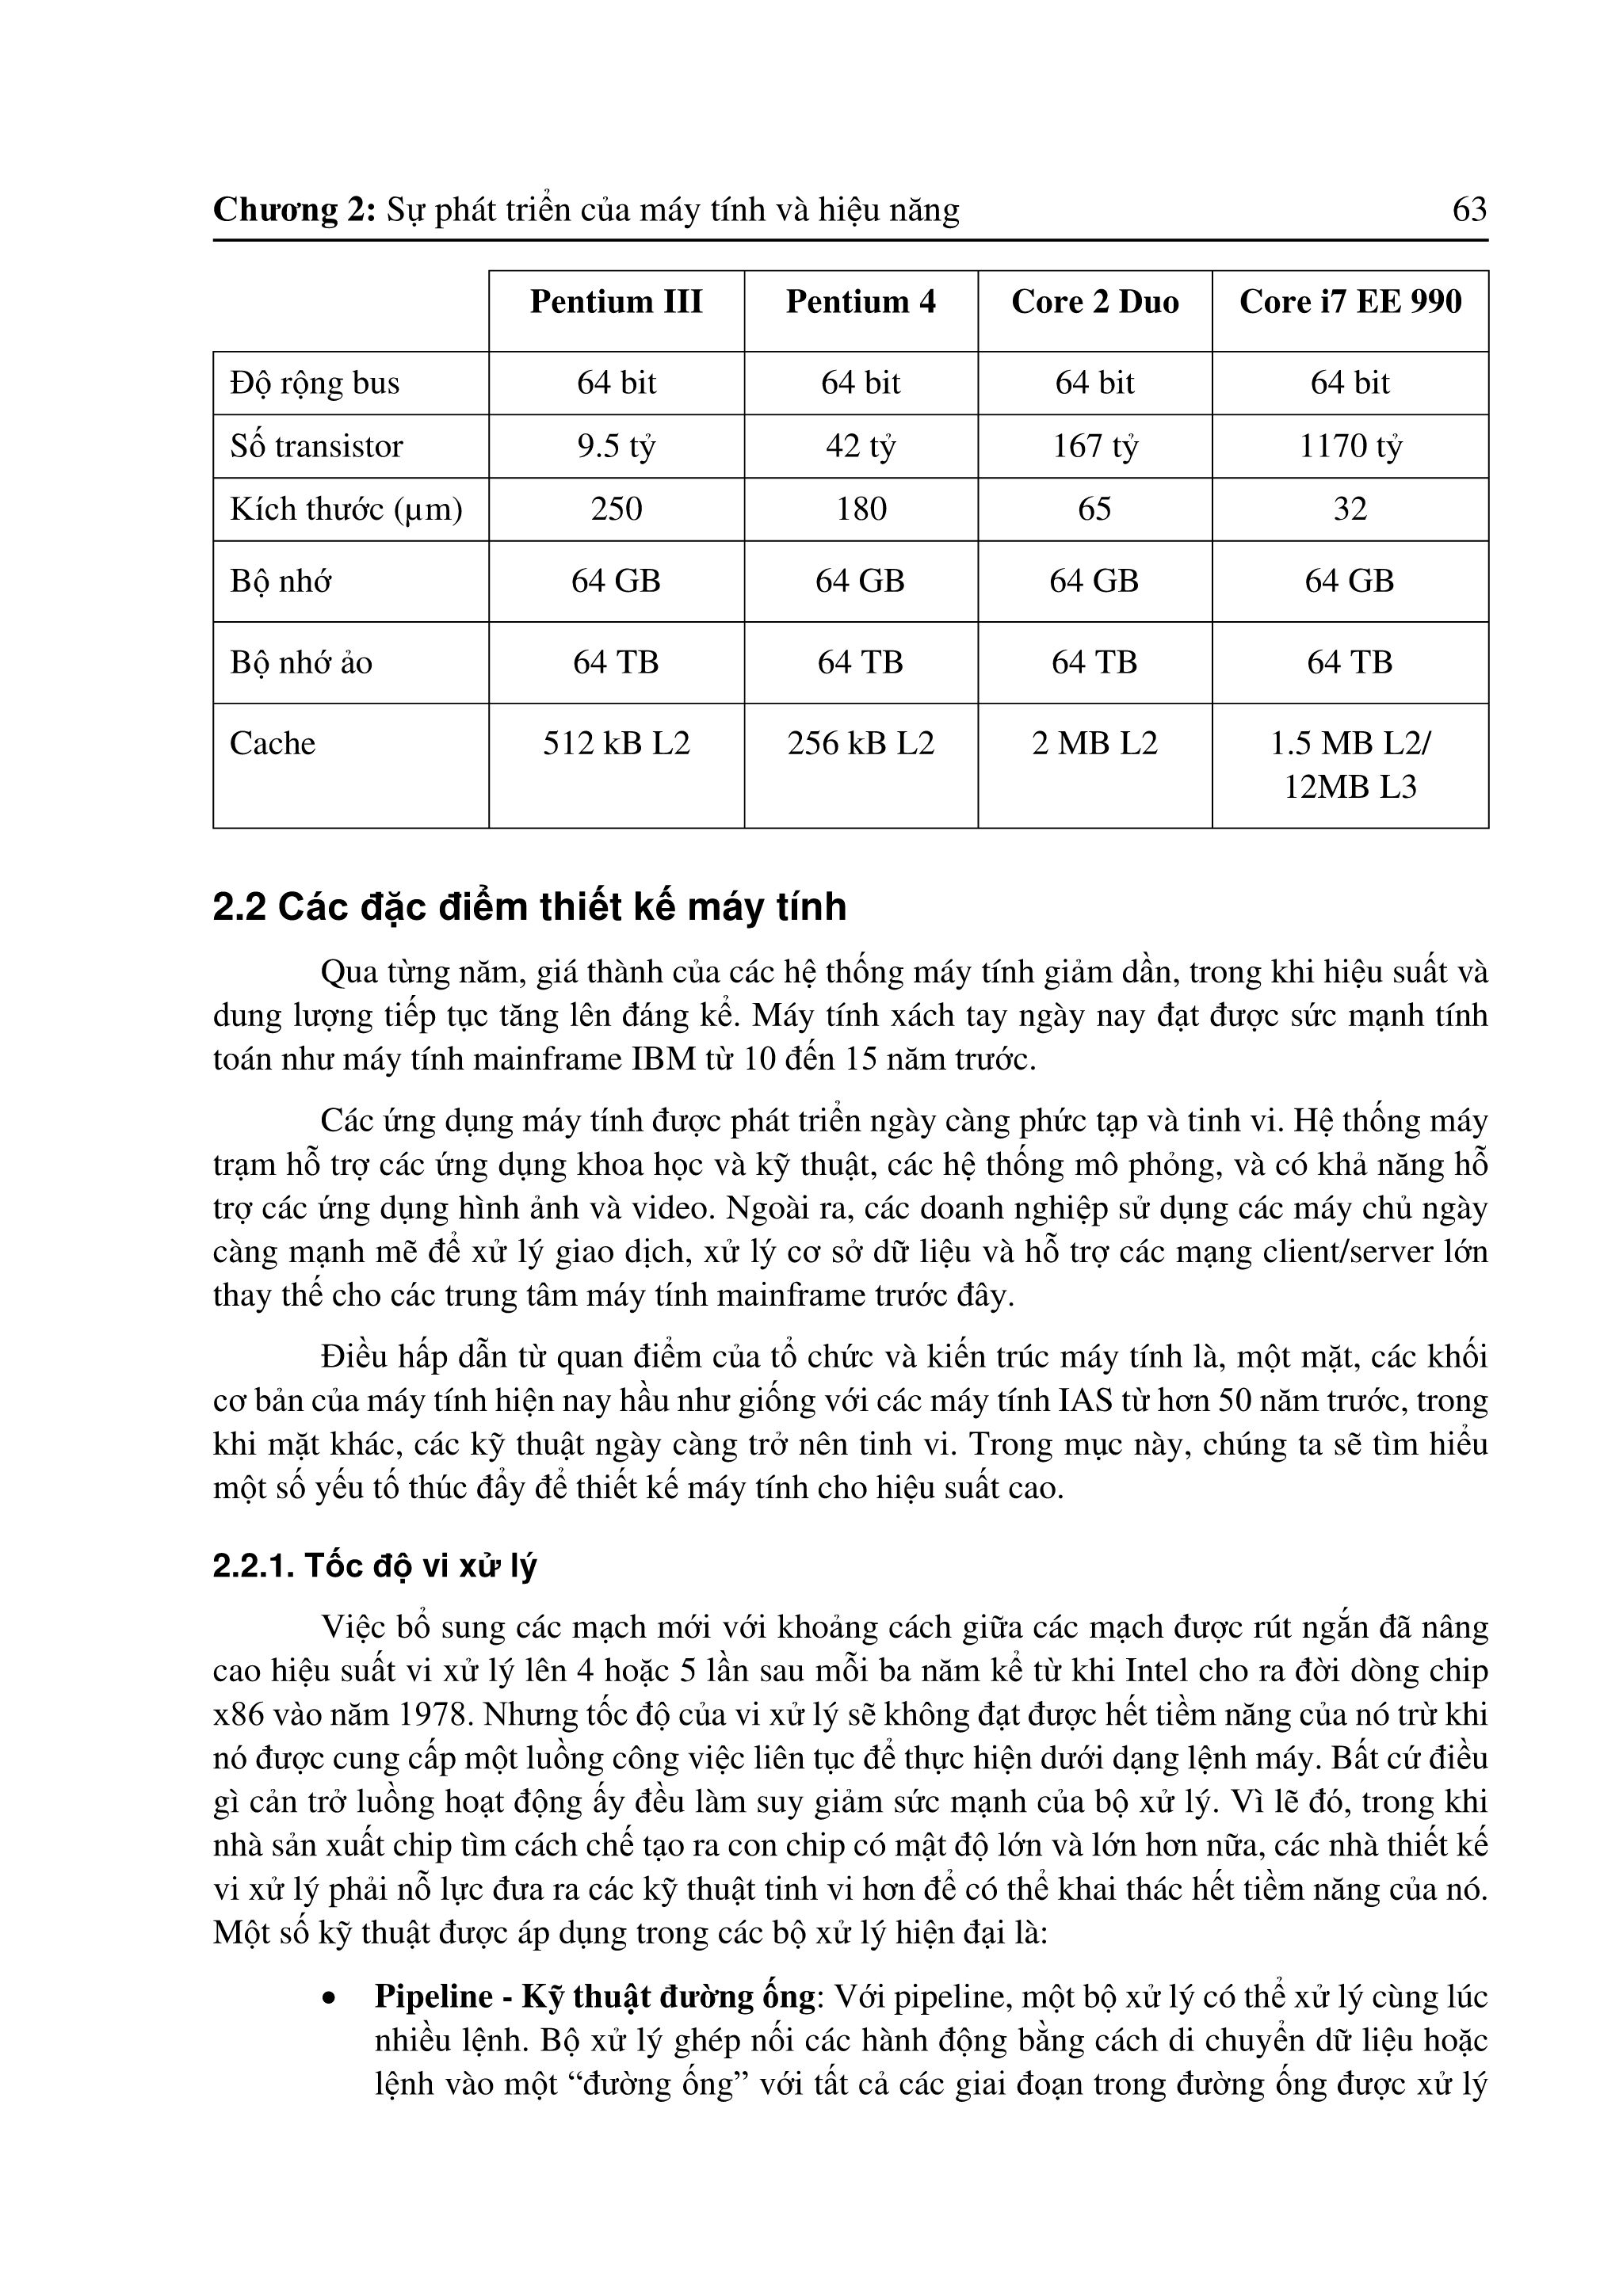 Chương 2: Sự phát triển của máy tính và hiệu năng 63
Pentium III Pentium 4 Core 2 Duo Core i7 EE 990
Độ rộng bus 64 bit 64 bit 64 bit 64 bit
Số transistor 9.5 tỷ 42 tỷ 167 tỷ 1170 tỷ
Kích thước (µm) 250 180 65 32
Bộ nhớ 64 GB 64 GB 64 GB 64 GB
Bộ nhớ ảo 64 TB 64 TB 64 TB 64 TB
Cache 512 kB L2 256 kB L2 2 MB L2 1.5 MB L2/
12MB L3
2.2 Các đặc điểm thiết kế máy tính
Qua từng năm, giá thành của các hệ thống máy tính giảm dần, trong khi hiệu suất và
dung lượng tiếp tục tăng lên đáng kể. Máy tính xách tay ngày nay đạt được sức mạnh tính
toán như máy tính mainframe IBM từ 10 đến 15 năm trước.
Các ứng dụng máy tính được phát triển ngày càng phức tạp và tinh vi. Hệ thống máy
trạm hỗ trợ các ứng dụng khoa học và kỹ thuật, các hệ thống mô phỏng, và có khả năng hỗ
trợ các ứng dụng hình ảnh và video. Ngoài ra, các doanh nghiệp sử dụng các máy chủ ngày
càng mạnh mẽ để xử lý giao dịch, xử lý cơ sở dữ liệu và hỗ trợ các mạng client/server lớn
thay thế cho các trung tâm máy tính mainframe trước đây.
Điều hấp dẫn từ quan điểm của tổ chức và kiến trúc máy tính là, một mặt, các khối
cơ bản của máy tính hiện nay hầu như giống với các máy tính IAS từ hơn 50 năm trước, trong
khi mặt khác, các kỹ thuật ngày càng trở nên tinh vi. Trong mục này, chúng ta sẽ tìm hiểu
một số yếu tố thúc đẩy để thiết kế máy tính cho hiệu suất cao.
2.2.1. Tốc độ vi xử lý
Việc bổ sung các mạch mới với khoảng cách giữa các mạch được rút ngắn đã nâng
cao hiệu suất vi xử lý lên 4 hoặc 5 lần sau mỗi ba năm kể từ khi Intel cho ra đời dòng chip
x86 vào năm 1978. Nhưng tốc độ của vi xử lý sẽ không đạt được hết tiềm năng của nó trừ khi
nó được cung cấp một luồng công việc liên tục để thực hiện dưới dạng lệnh máy. Bất cứ điều
gì cản trở luồng hoạt động ấy đều làm suy giảm sức mạnh của bộ xử lý. Vì lẽ đó, trong khi
nhà sản xuất chip tìm cách chế tạo ra con chip có mật độ lớn và lớn hơn nữa, các nhà thiết kế
vi xử lý phải nỗ lực đưa ra các kỹ thuật tinh vi hơn để có thể khai thác hết tiềm năng của nó.
Một số kỹ thuật được áp dụng trong các bộ xử lý hiện đại là:
• Pipeline - Kỹ thuật đường ống: Với pipeline, một bộ xử lý có thể xử lý cùng lúc
nhiều lệnh. Bộ xử lý ghép nối các hành động bằng cách di chuyển dữ liệu hoặc
lệnh vào một “đường ống” với tất cả các giai đoạn trong đường ống được xử lý